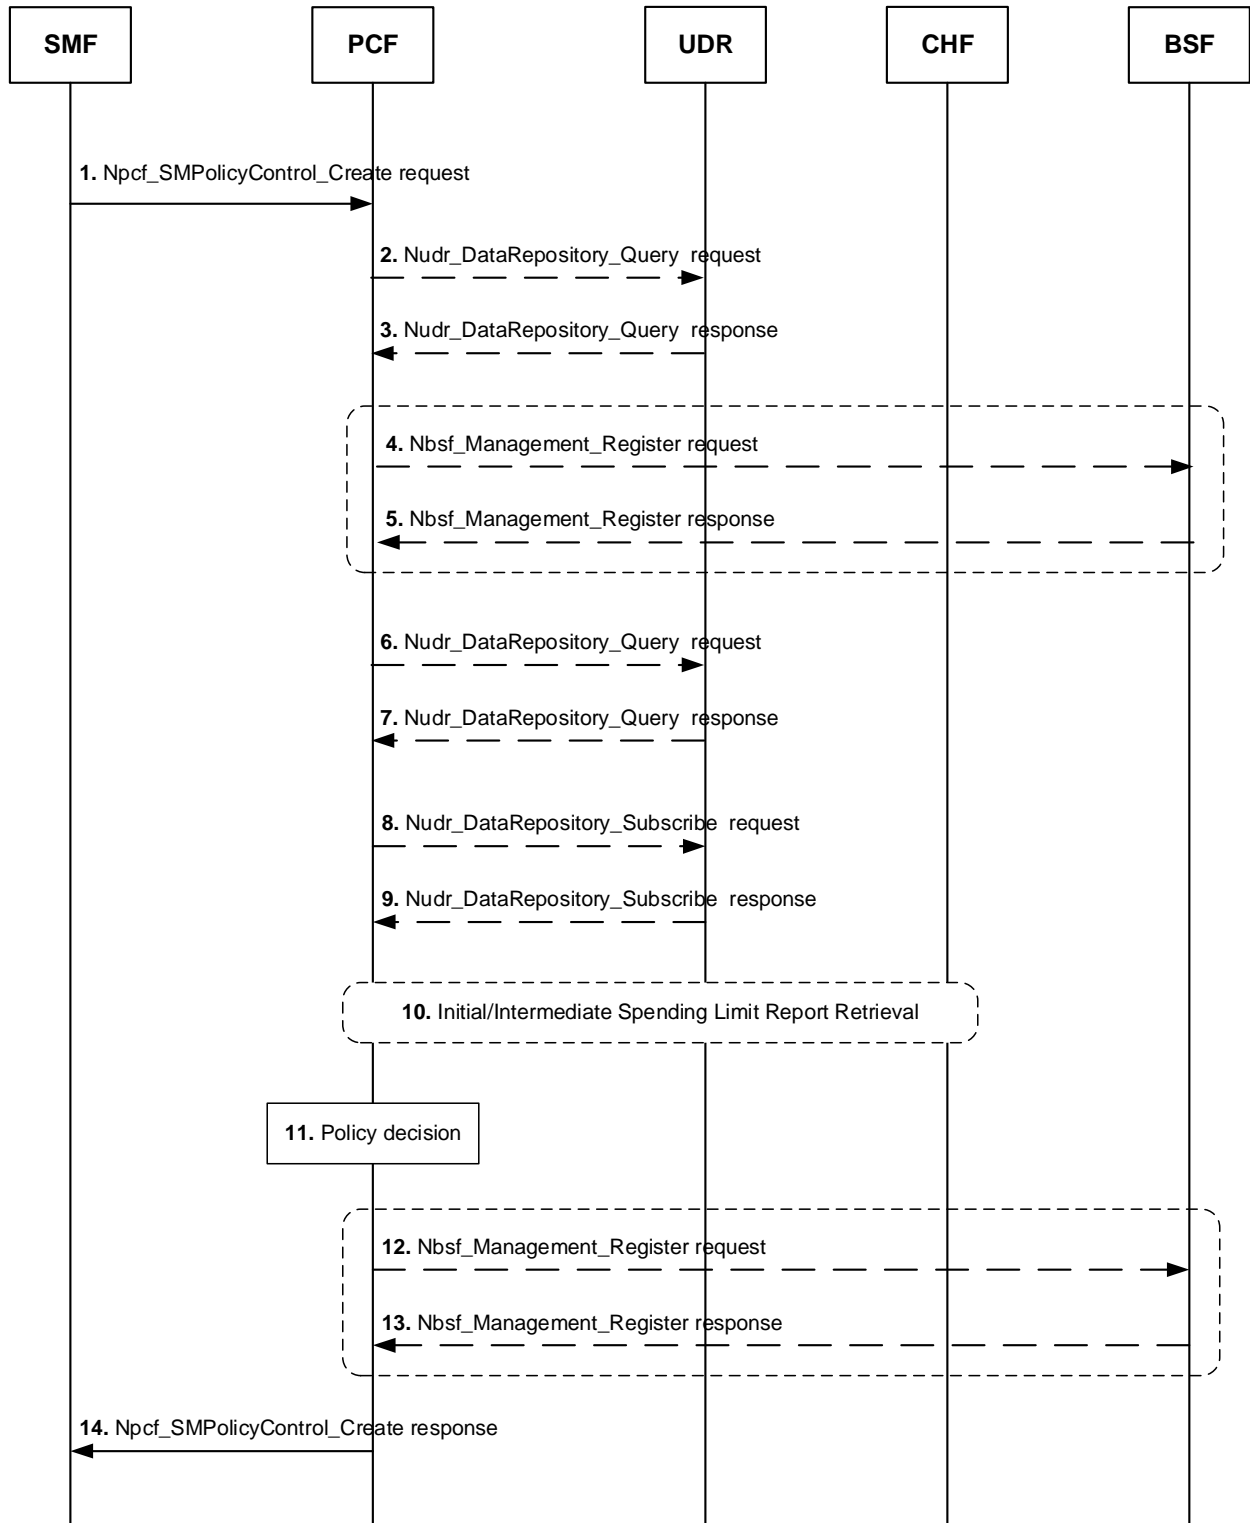 SMF PCF UDR CHF BSF
1. Npcf_SMPolicyControl_Create request
2. Nudr_DataRepository_Query request
3. Nudr_DataRepository_Query response
4. Nbsf_Management_Register request
5. Nbsf_Management_Register response
6. Nudr_DataRepository_Query request
7. Nudr_DataRepository_Query response
8. Nudr_DataRepository_Subscribe request
9. Nudr_DataRepository_Subscribe response
10. Initial/Intermediate Spending Limit Report Retrieval
11. Policy decision
12. Nbsf_Management_Register request
13. Nbsf_Management_Register response
14. Npcf_SMPolicyControl_Create response